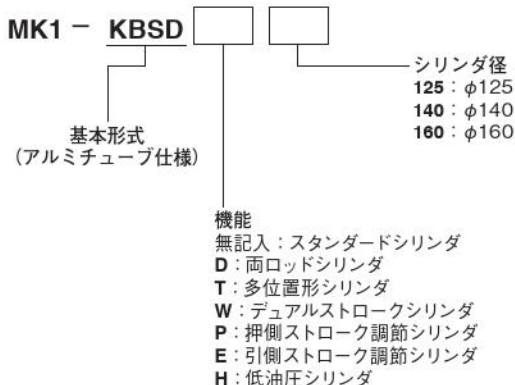 MK1 − KBSD
シリンダ径
125：φ125
140：φ140
160：φ160
基本形式
（アルミチューブ仕様）
機能
無記入：スタンダードシリンダ
D：両ロッドシリンダ
T：多位置形シリンダ
W：デュアルストロークシリンダ
P：押側ストローク調節シリンダ
E：引側ストローク調節シリンダ
H：低油圧シリンダ